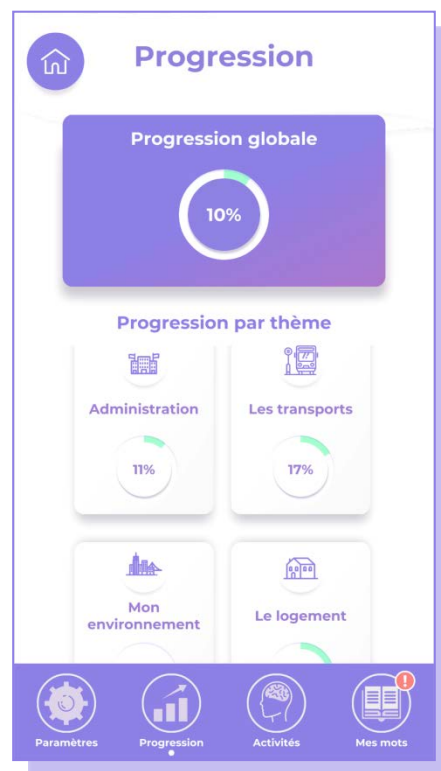 Progression
Progression globale
10%
Progression par thème
Administration
Les transports
11%
17%
Mon
environnement
Le logement
!
Paramètres
Progression
Activités
Mes mots